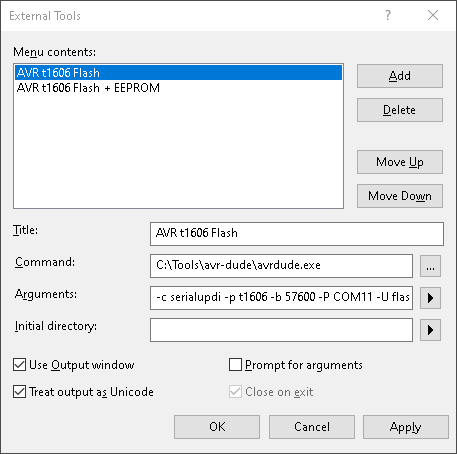 External Tools
Menu contents:
AVR t1606 Flash
AVR t1606 Flash + EEPROM
Add
Delete
Move Up
Move Down
Title:
AVR t1606 Flash
Command:
C:\Tools\avr-dude\avrdude.exe
...
Arguments:
-c serialupdi -p t1606 -b 57600 -P COM11 -U flas
Initial directory:
Use Output window
Prompt for arguments
Treat output as Unicode
Close on exit
OK
Cancel
Apply